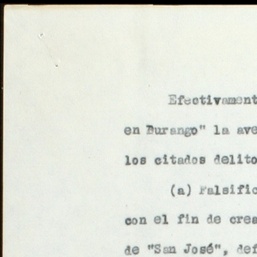 Efectivament
en Durango" la ave
los citados delito
(a) Falsific
con el fin de crea
de "San José", def